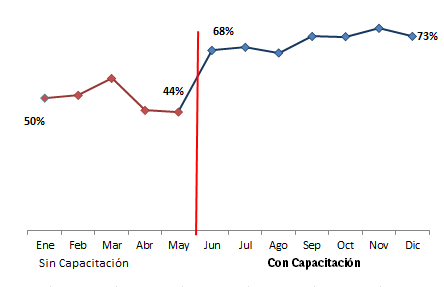 68%
73%
44%
50%
Ene Feb Mar Abr May Jun Jul Ago Sep Oct Nov Dic
Sin Capacitación Con Capacitación